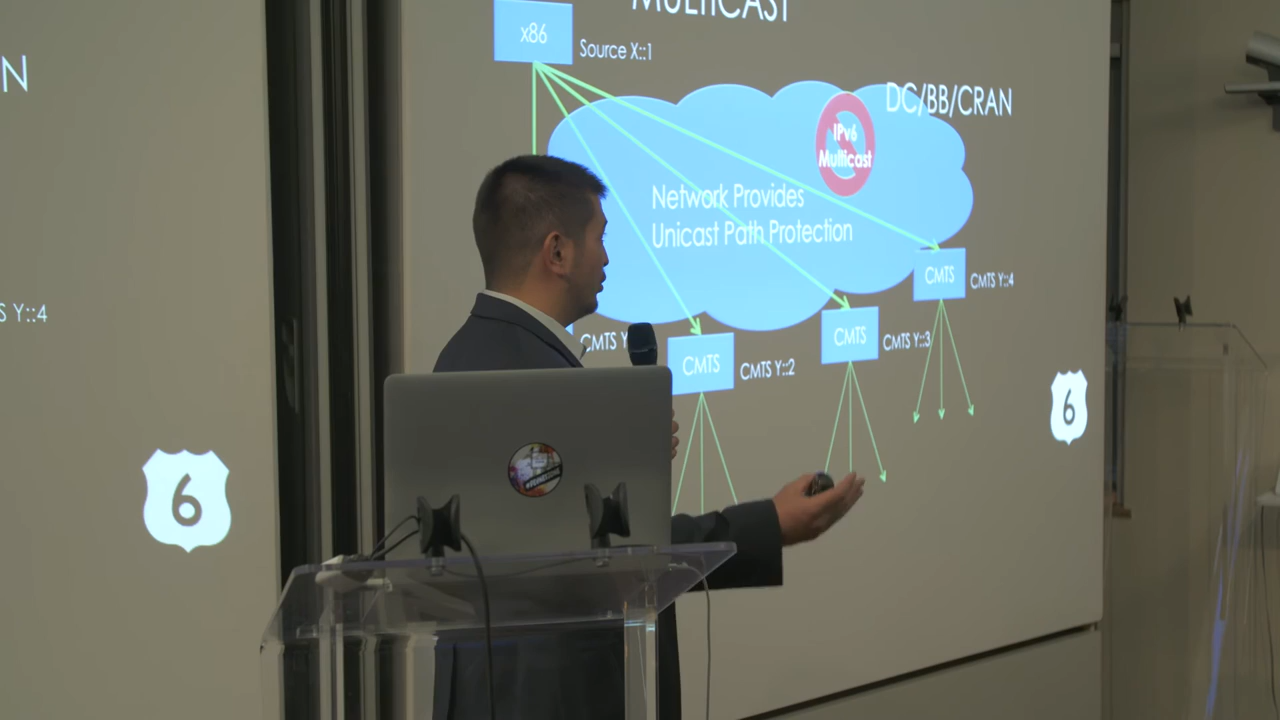 N
S Y::4
6
MULTICAST
x86
Source X::1
DC/BB/CRAN
IPv6
Multicast
Network Provides
Unicast Path Protection
CMTS
CMTS Y::4
CMTS
CMTS Y::3
CMTS
CMTS Y::2
CMTS Y
6